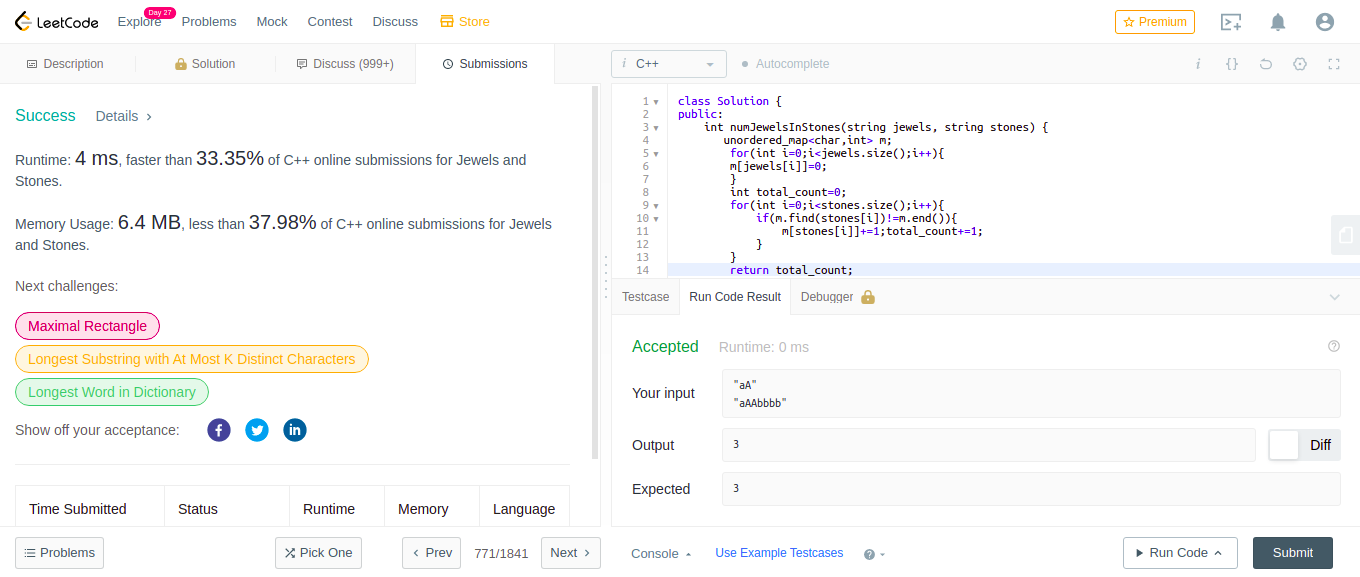 LeetCode
Explore
Day 27
Problems
Mock
Contest
Discuss
Store
Premium
Description
Solution
Discuss (999+)
Submissions
i C++
Autocomplete
i
{}
Success Details >
Runtime: 4 ms, faster than 33.35% of C++ online submissions for Jewels and
Stones.
Memory Usage: 6.4 MB, less than 37.98% of C++ online submissions for Jewels
and Stones.
Next challenges:
Maximal Rectangle
Longest Substring with At Most K Distinct Characters
Longest Word in Dictionary
Show off your acceptance:
Time Submitted Status Runtime Memory Language
Problems
Pick One
< Prev
771/1841
Next >
1 class Solution {
2 public:
3 int numJewelsInStones(string jewels, string stones) {
4 unordered_map<char,int> m;
5 for(int i=0;i<jewels.size();i++){
6 m[jewels[i]]=0;
7 }
8 int total_count=0;
9 for(int i=0;i<stones.size();i++){
10 if(m.find(stones[i])!=m.end()){
11 m[stones[i]]+=1;total_count+=1;
12 }
13 }
14 return total_count;
Testcase
Run Code Result
Debugger
Accepted Runtime: 0 ms
Your input
"aA"
"aAAbbbb"
Output
3
Diff
Expected
3
Console
Use Example Testcases
Run Code
Submit